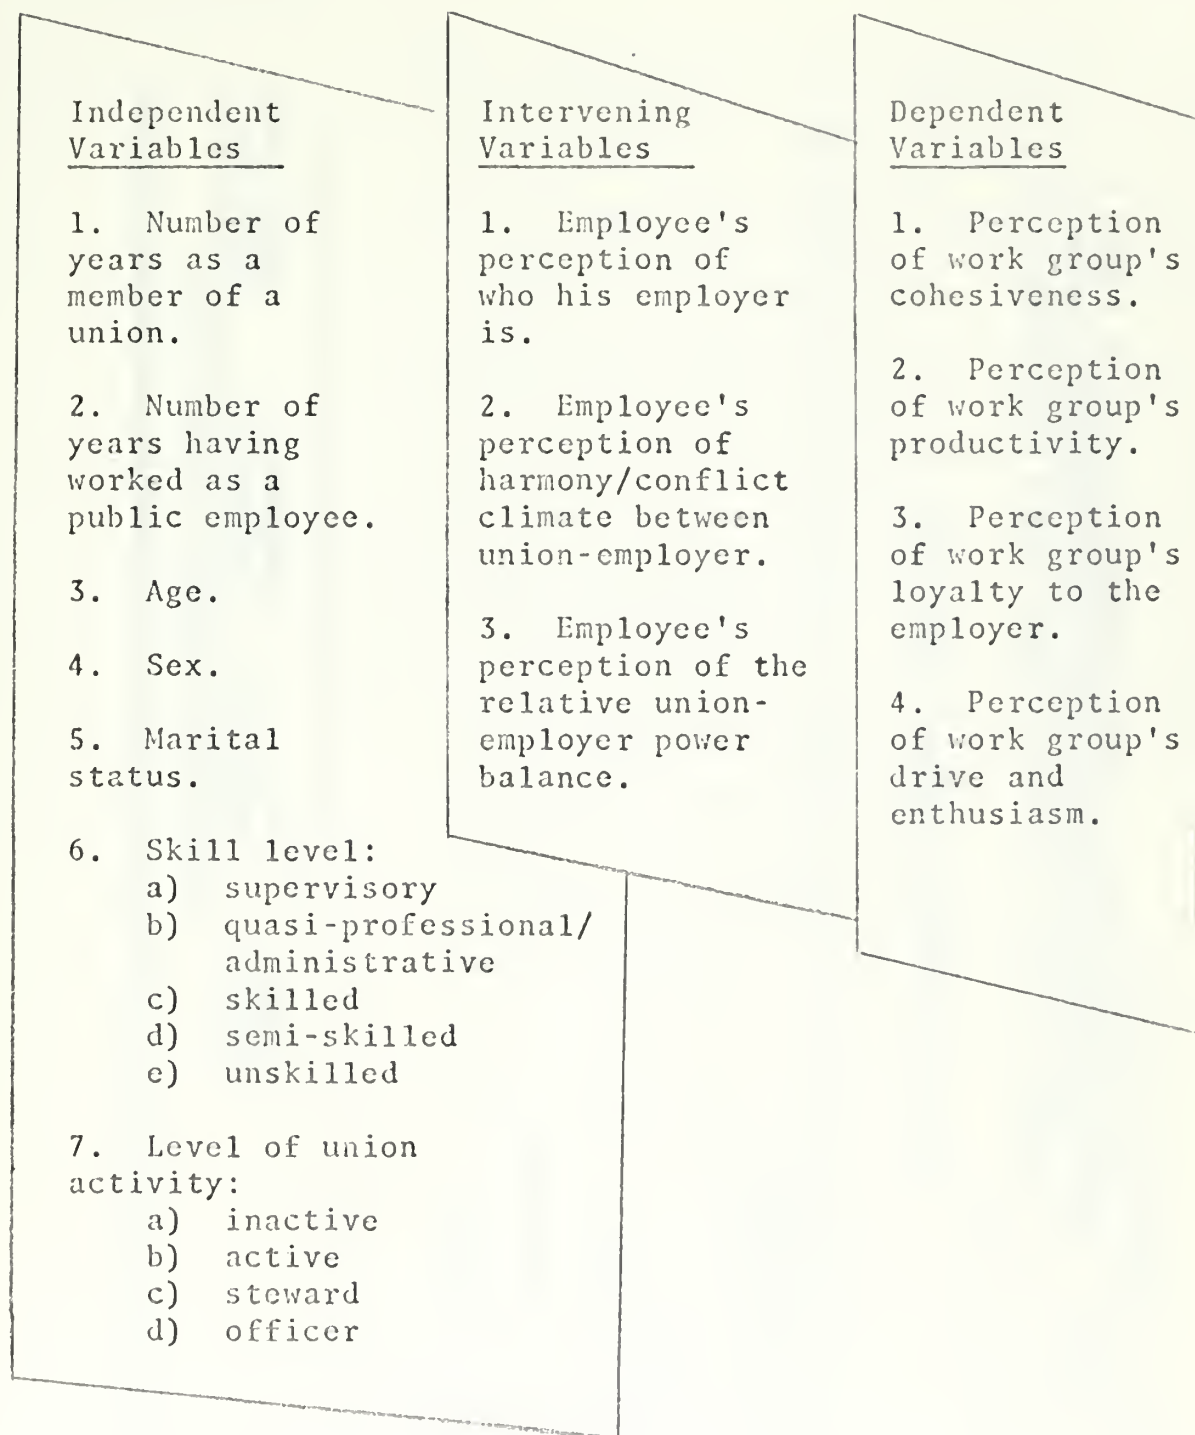 Independent
Variables
1. Number of
years as a
member of a
union.
2. Number of
years having
worked as a
public employee.
3. Age.
4. Sex.
5. Marital
status.
6. Skill level:
a) supervisory
b) quasi-professional/
administrative
c) skilled
d) semi-skilled
e) unskilled
7. Level of union
activity:
a) inactive
b) active
c) steward
d) officer
Intervening
Variables
1. Employee's
perception of
who his employer
is.
2. Employee's
perception of
harmony/conflict
climate between
union-employer.
3. Employee's
perception of the
relative union-
employer power
balance.
Dependent
Variables
1. Perception
of work group's
cohesiveness.
2. Perception
of work group's
productivity.
3. Perception
of work group's
loyalty to the
employer.
4. Perception
of work group's
drive and
enthusiasm.